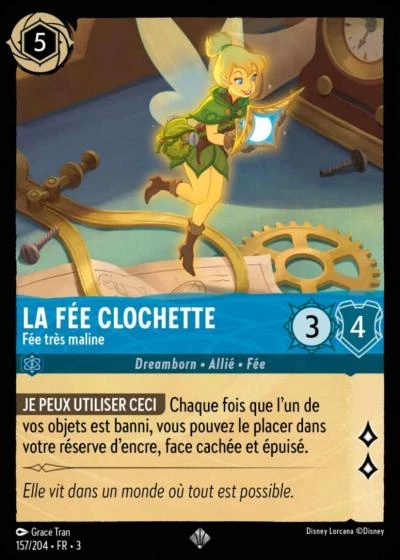 5
LA FÉE CLOCHETTE
Fée très maline
3
4
Dreamborn • Allié • Fée
JE PEUX UTILISER CECI Chaque fois que l'un de
vos objets est banni, vous pouvez le placer dans
votre réserve d'encre, face cachée et épuisé.
Elle vit dans un monde où tout est possible.
Grace Tran
157/204 • FR • 3
Disney Lorcana ©Disney